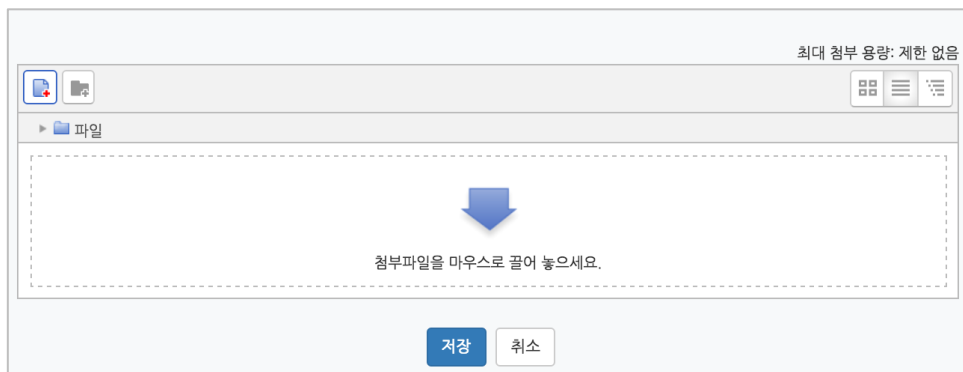 최대 첨부 용량: 제한 없음
파일
첨부파일을 마우스로 끌어 놓으세요.
저장 취소